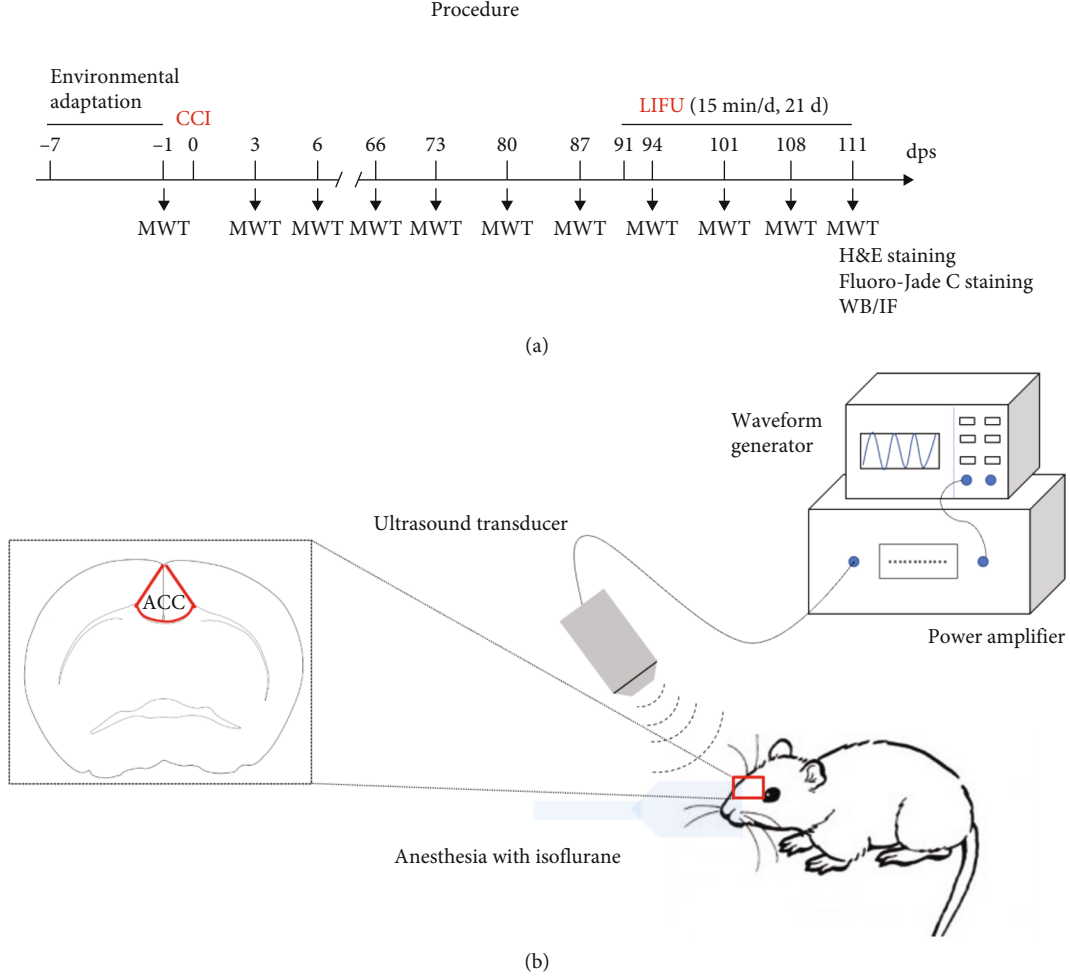 Procedure
Environmental
adaptation
CCI
LIFU (15 min/d, 21 d)
–7 –1 0 3 6 66 73 80 87 91 94 101 108 111 dps
MWT MWT MWT MWT MWT MWT MWT MWT MWT MWT MWT
H&E staining
Fluoro-Jade C staining
WB/IF
(a)
Waveform
generator
Ultrasound transducer
ACC
Power amplifier
Anesthesia with isoflurane
(b)